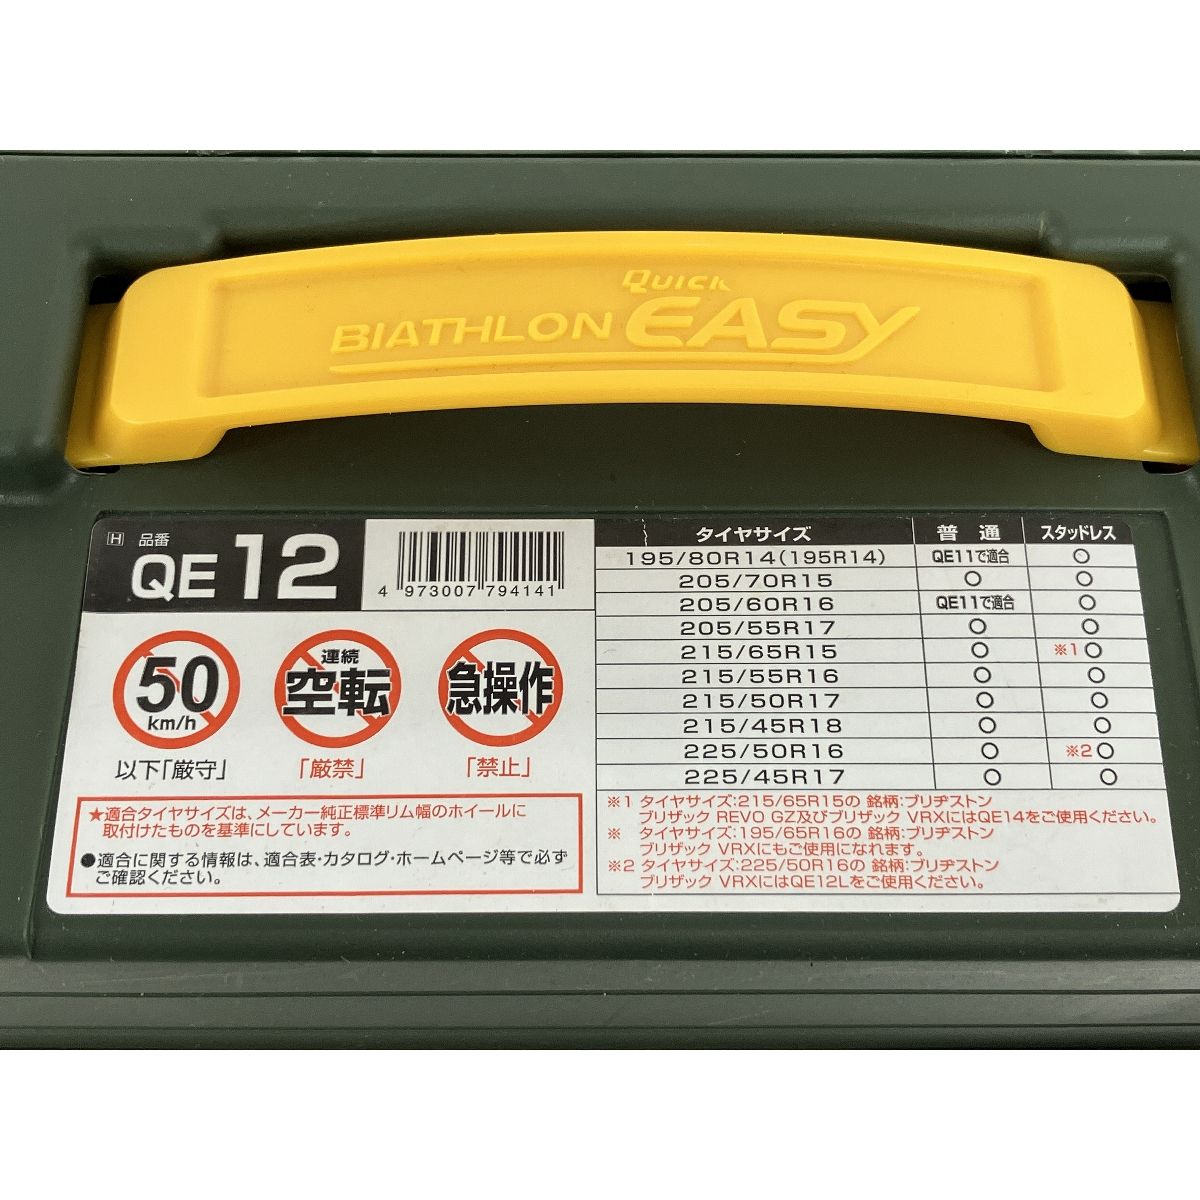 QUICK
BIATHLON EASY
H 品番
QE12
4 973007 794141
50
km/h
以下「厳守」
連続
空転
「厳禁」
急操作
「禁止」
★適合タイヤサイズは、メーカー純正標準リム幅のホイールに
取付けたものを基準にしています。
●適合に関する情報は、適合表・カタログ・ホームページ等で必ず
ご確認ください。
タイヤサイズ 普通 スタッドレス
195/80R14(195R14) QE11で適合 ○
205/70R15 ○ ○
205/60R16 QE11で適合 ○
205/55R17 ○ ○
215/65R15 ○ ※1○
215/55R16 ○ ○
215/50R17 ○ ○
215/45R18 ○ ○
225/50R16 ○ ※2○
225/45R17 ○ ○
※1 タイヤサイズ:215/65R15の 銘柄:ブリヂストン
ブリザック REVO GZ及びブリザック VRXにはQE14をご使用ください。
※ タイヤサイズ:195/65R16の 銘柄:ブリヂストン
ブリザック VRXにもご使用になれます。
※2 タイヤサイズ:225/50R16の 銘柄:ブリヂストン
ブリザック VRXにはQE12Lをご使用ください。